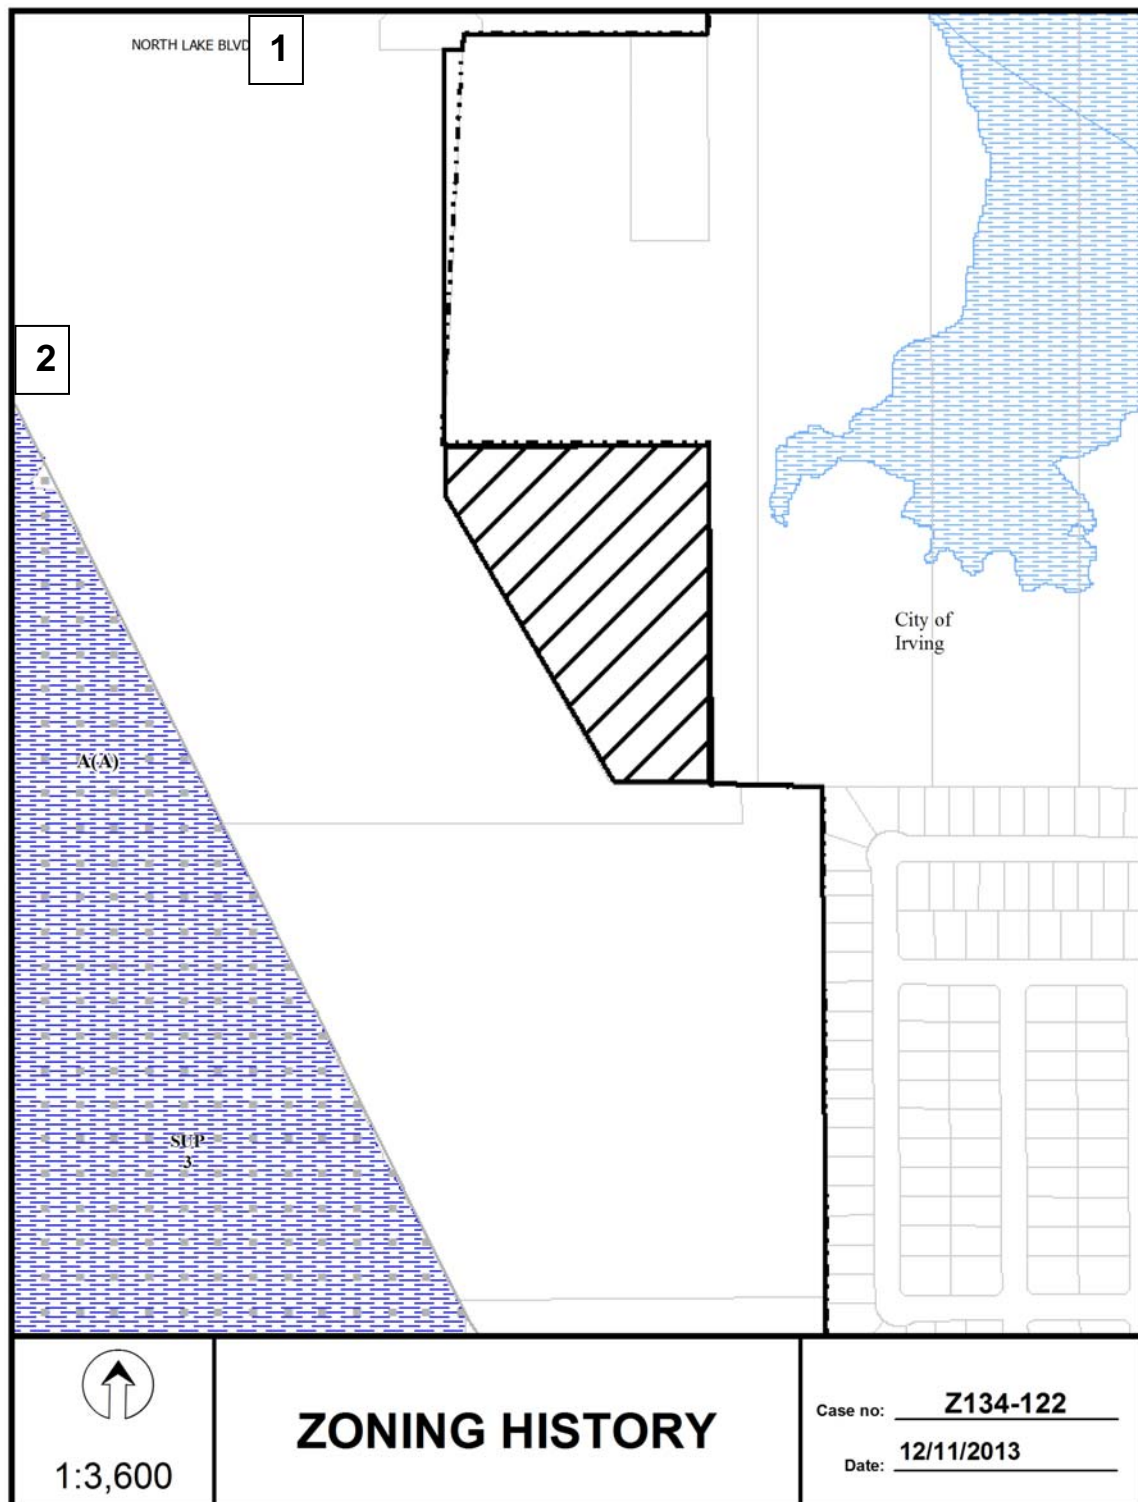 NORTH LAKE BLVD
1
2
City of
Irving
A(A)
SUP
3
1:3,600
ZONING HISTORY
Case no: Z134-122
Date: 12/11/2013